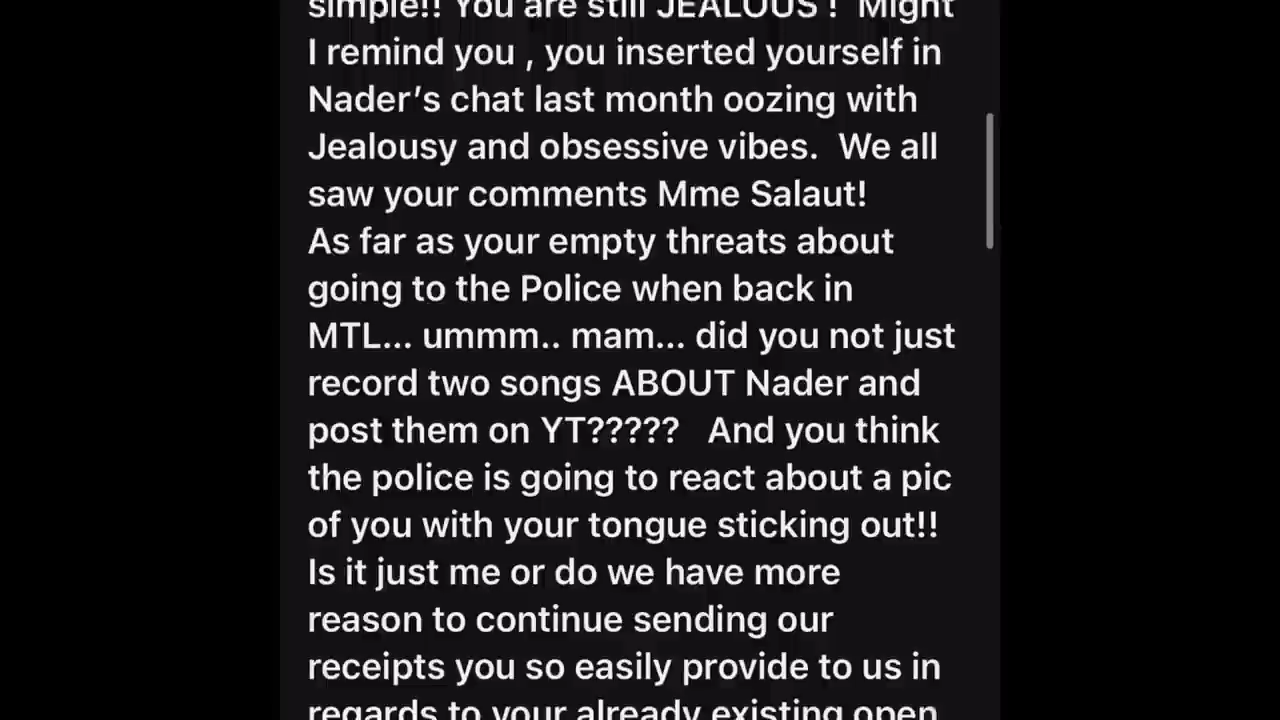 simple!! You are still JEALOUS ! Might
I remind you , you inserted yourself in
Nader’s chat last month oozing with
Jealousy and obsessive vibes.  We all
saw your comments Mme Salaut!
As far as your empty threats about
going to the Police when back in
MTL... ummm.. mam... did you not just
record two songs ABOUT Nader and
post them on YT?????   And you think
the police is going to react about a pic
of you with your tongue sticking out!!
Is it just me or do we have more
reason to continue sending our
receipts you so easily provide to us in
regards to your already existing open